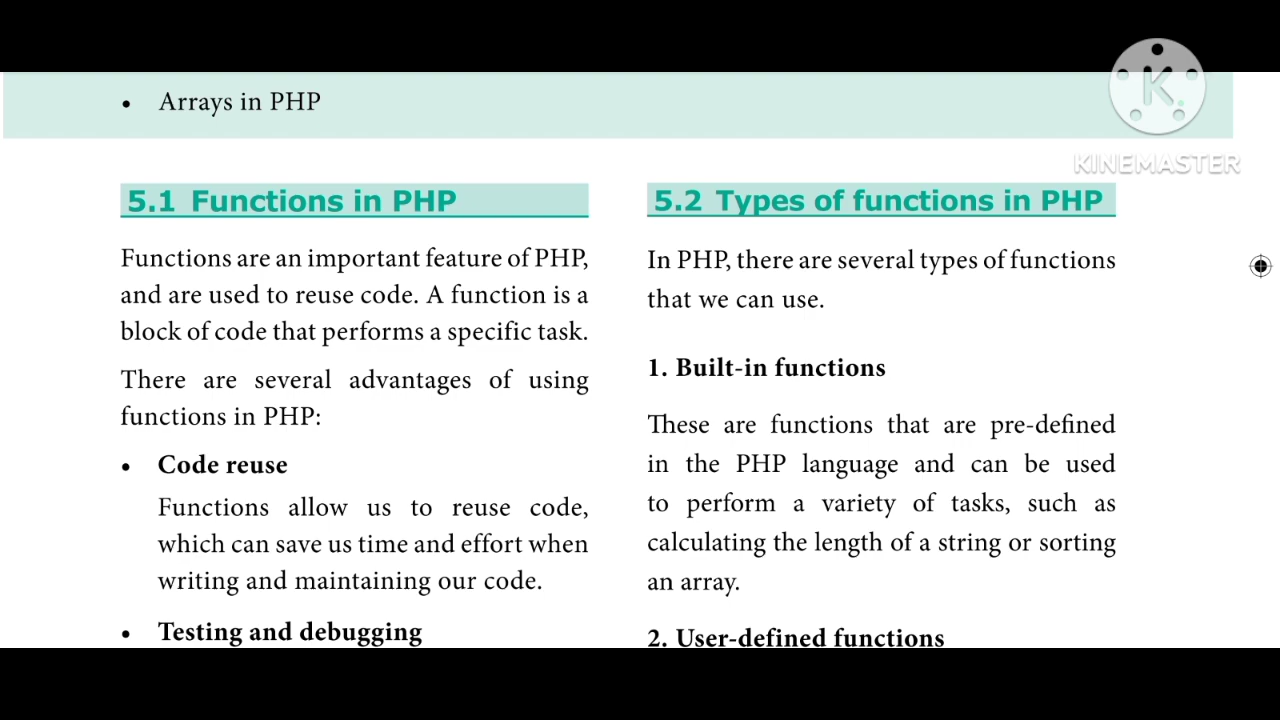 • Arrays in PHP
K
KINEMASTER
5.1 Functions in PHP
Functions are an important feature of PHP,
and are used to reuse code. A function is a
block of code that performs a specific task.
There are several advantages of using
functions in PHP:
• Code reuse
Functions allow us to reuse code,
which can save us time and effort when
writing and maintaining our code.
• Testing and debugging
5.2 Types of functions in PHP
In PHP, there are several types of functions
that we can use.
1. Built-in functions
These are functions that are pre-defined
in the PHP language and can be used
to perform a variety of tasks, such as
calculating the length of a string or sorting
an array.
2. User-defined functions